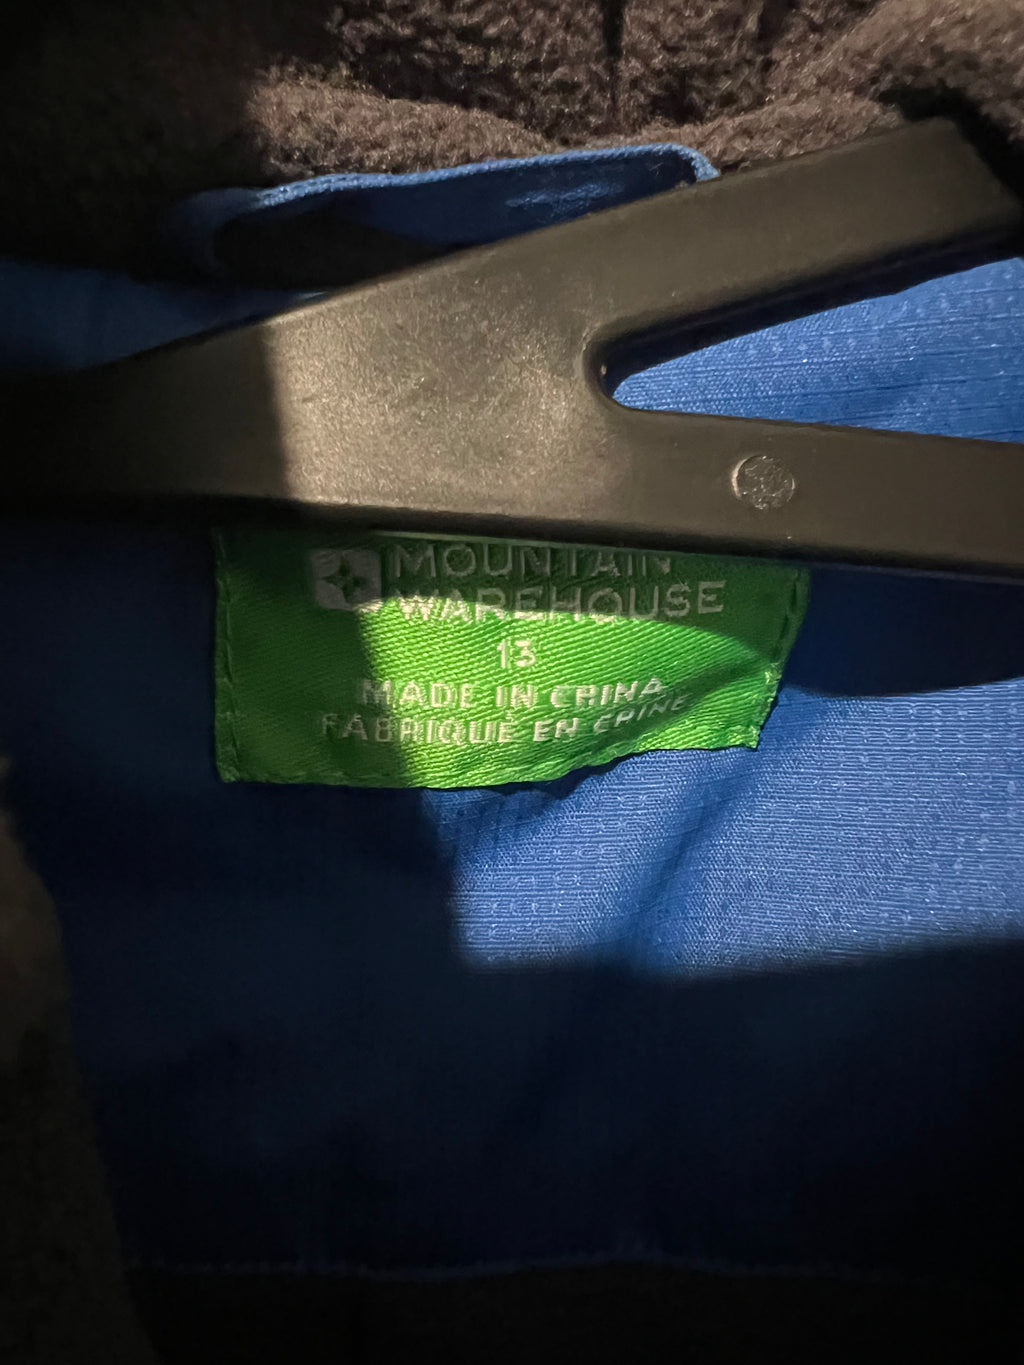 MOUNTAIN
WAREHOUSE
13
MADE IN CHINA
FABRIQUÉ EN CHINE